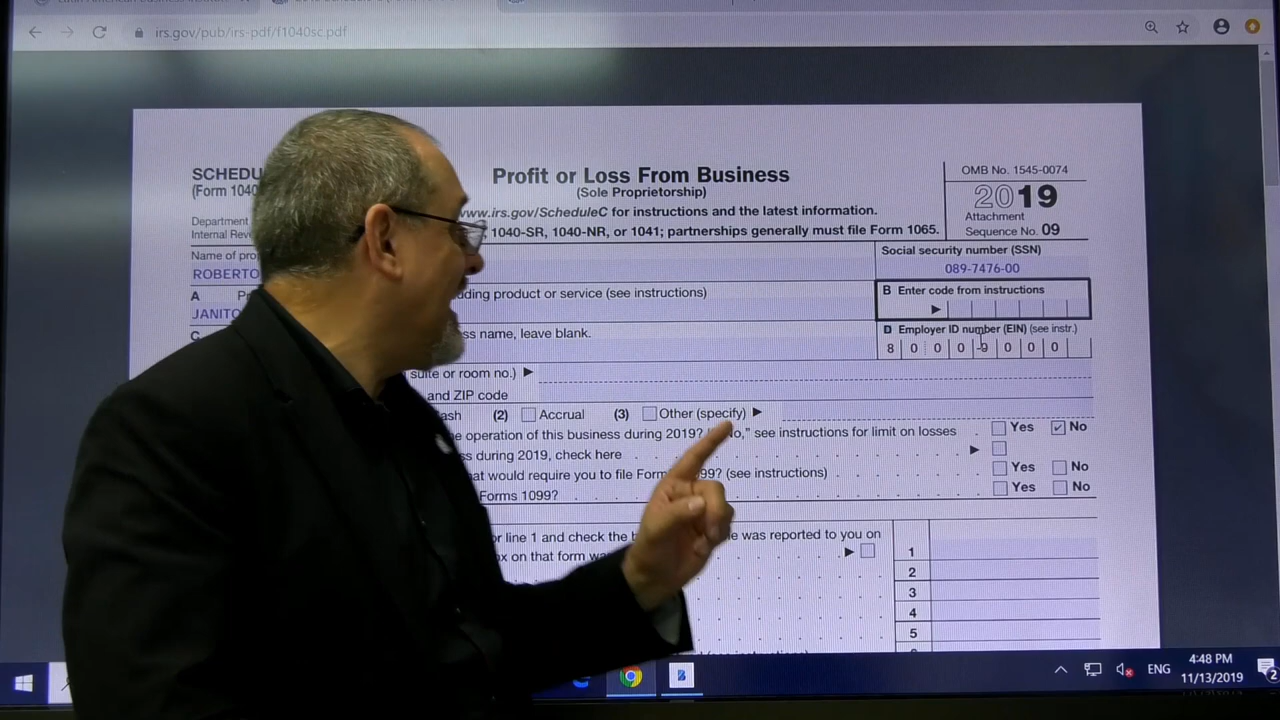 irs.gov/pub/irs-pdf/f1040sc.pdf
SCHEDU
(Form 1040
Department
Internal Rev
Profit or Loss From Business
(Sole Proprietorship)
www.irs.gov/ScheduleC for instructions and the latest information.
1040-SR, 1040-NR, or 1041; partnerships generally must file Form 1065.
OMB No. 1545-0074
2019
Attachment
Sequence No. 09
Name of pro
ROBERTO
Social security number (SSN)
089-7476-00
A
uding product or service (see instructions)
JANITO
B Enter code from instructions
C
ss name, leave blank.
D Employer ID number (EIN) (see instr.)
8 0 0 0 -0 0 0 0
suite or room no.) ▶
and ZIP code
ash (2) Accrual (3) Other (specify) ▶
e operation of this business during 2019? No,” see instructions for limit on losses . Yes ✓ No
ss during 2019, check here ▶
at would require you to file Form 099? (see instructions) Yes No
Forms 1099? Yes No
or line 1 and check the e was reported to you on
x on that form wa ▶ 1
2
3
4
5
ENG
4:48 PM
11/13/2019
2